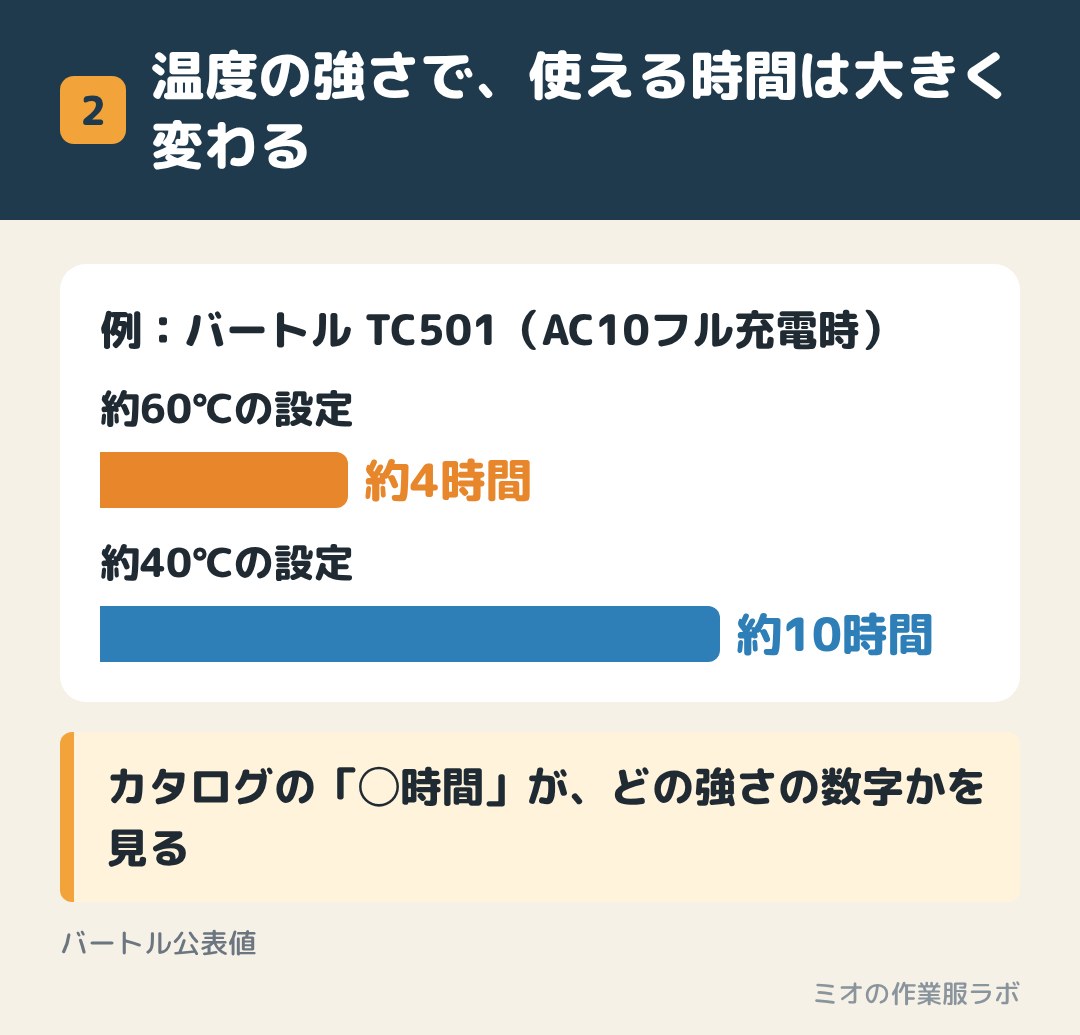 2
温度の強さで、使える時間は大きく
変わる
例：バートル TC501（AC10フル充電時）
約60℃の設定
約4時間
約40℃の設定
約10時間
カタログの「◯時間」が、どの強さの数字かを
見る
バートル公表値
ミオの作業服ラボ